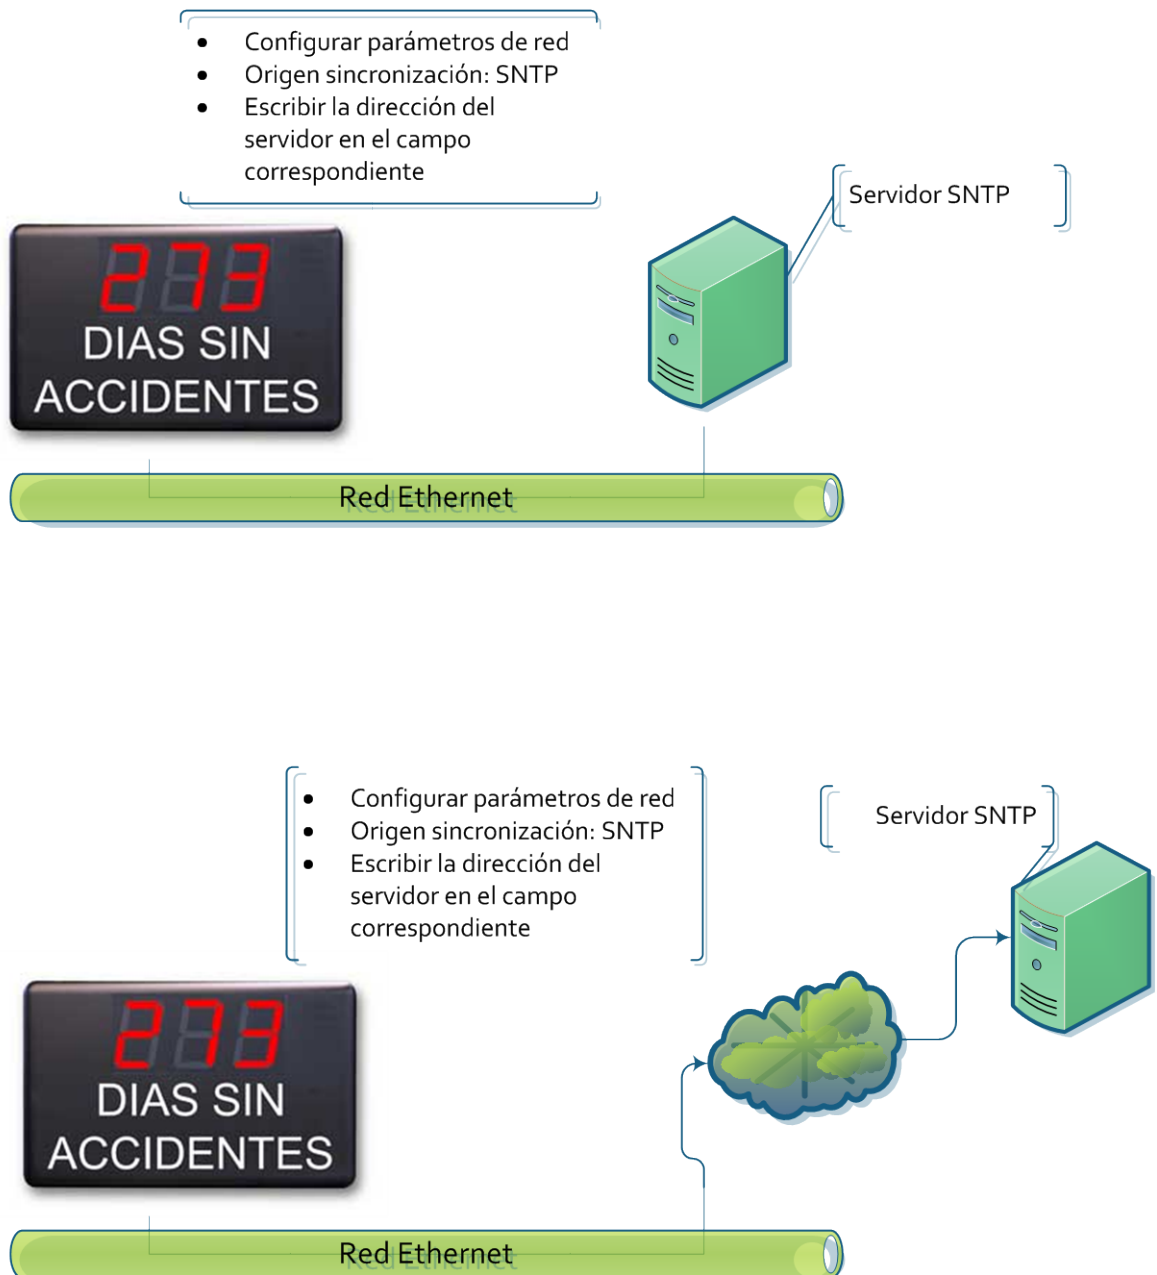 • Configurar parámetros de red
• Origen sincronización: SNTP
• Escribir la dirección del
servidor en el campo
correspondiente
Servidor SNTP
273
DIAS SIN
ACCIDENTES
Red Ethernet
• Configurar parámetros de red
• Origen sincronización: SNTP
• Escribir la dirección del
servidor en el campo
correspondiente
Servidor SNTP
273
DIAS SIN
ACCIDENTES
Red Ethernet